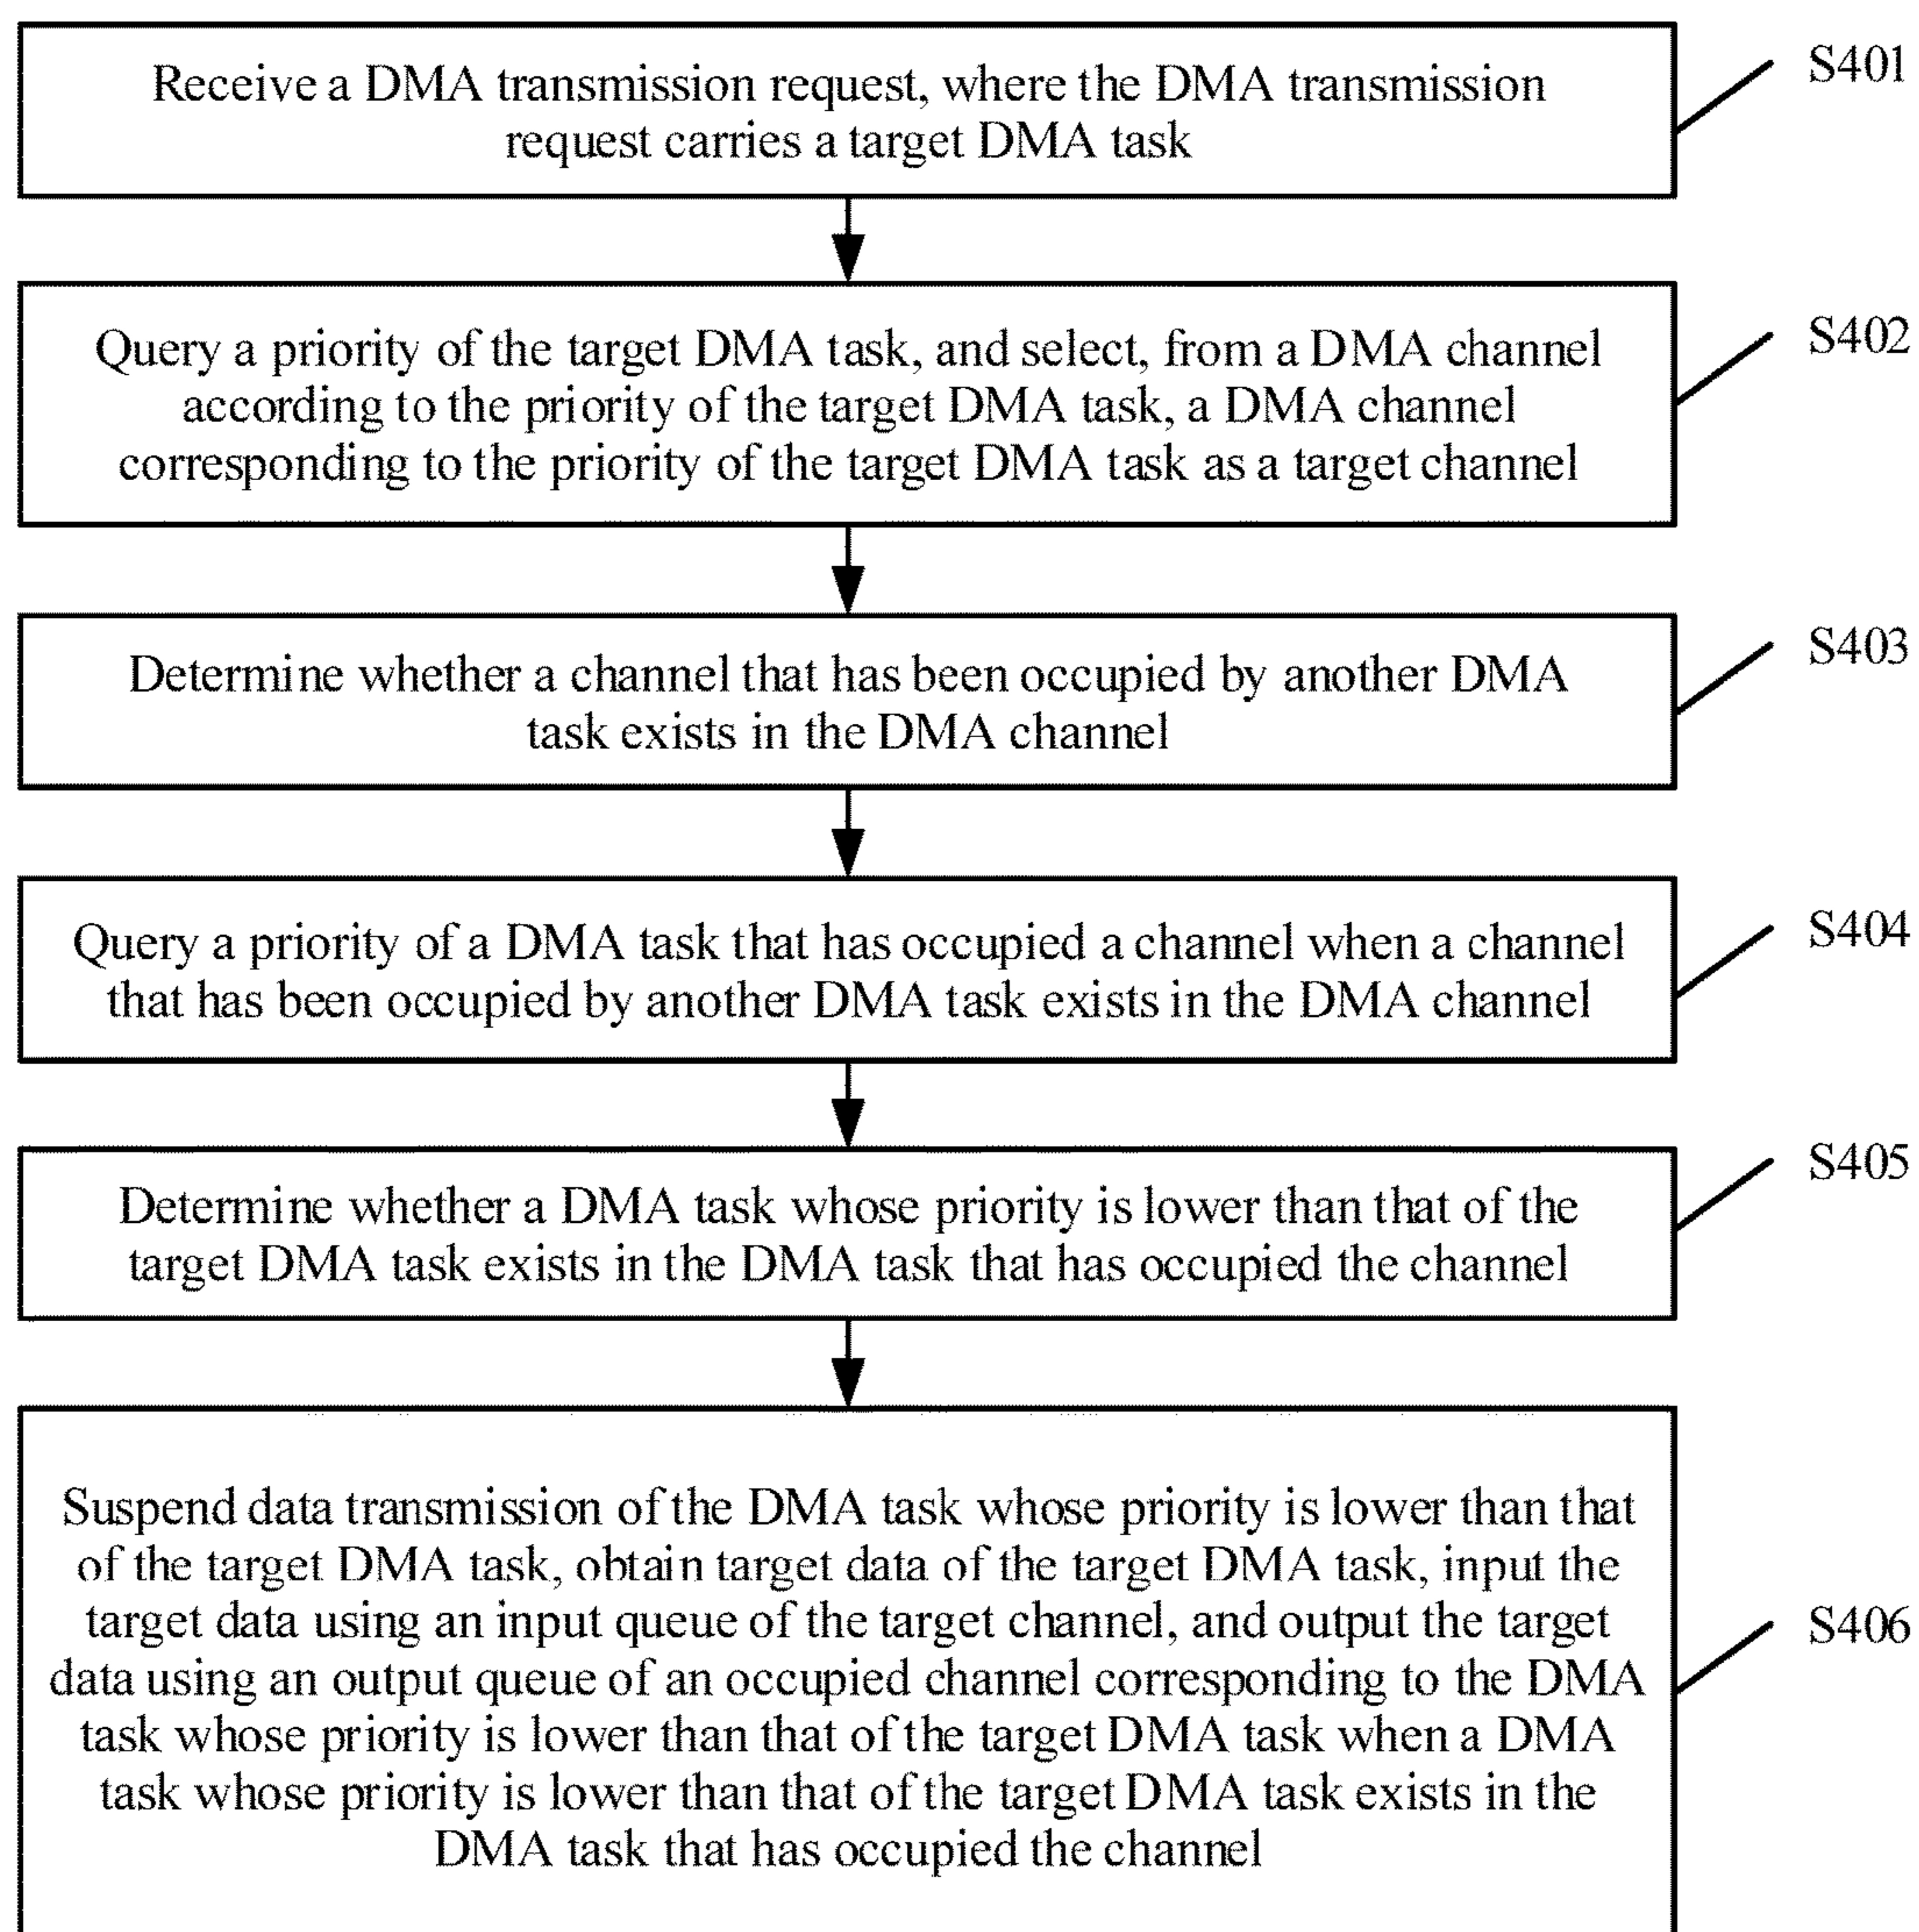 Receive a DMA transmission request, where the DMA transmission
request carries a target DMA task
S401
Query a priority of the target DMA task, and select, from a DMA channel
according to the priority of the target DMA task, a DMA channel
corresponding to the priority of the target DMA task as a target channel
S402
Determine whether a channel that has been occupied by another DMA
task exists in the DMA channel
S403
Query a priority of a DMA task that has occupied a channel when a channel
that has been occupied by another DMA task exists in the DMA channel
S404
Determine whether a DMA task whose priority is lower than that of the
target DMA task exists in the DMA task that has occupied the channel
S405
Suspend data transmission of the DMA task whose priority is lower than that
of the target DMA task, obtain target data of the target DMA task, input the
target data using an input queue of the target channel, and output the target
data using an output queue of an occupied channel corresponding to the DMA
task whose priority is lower than that of the target DMA task when a DMA
task whose priority is lower than that of the target DMA task exists in the
DMA task that has occupied the channel
S406